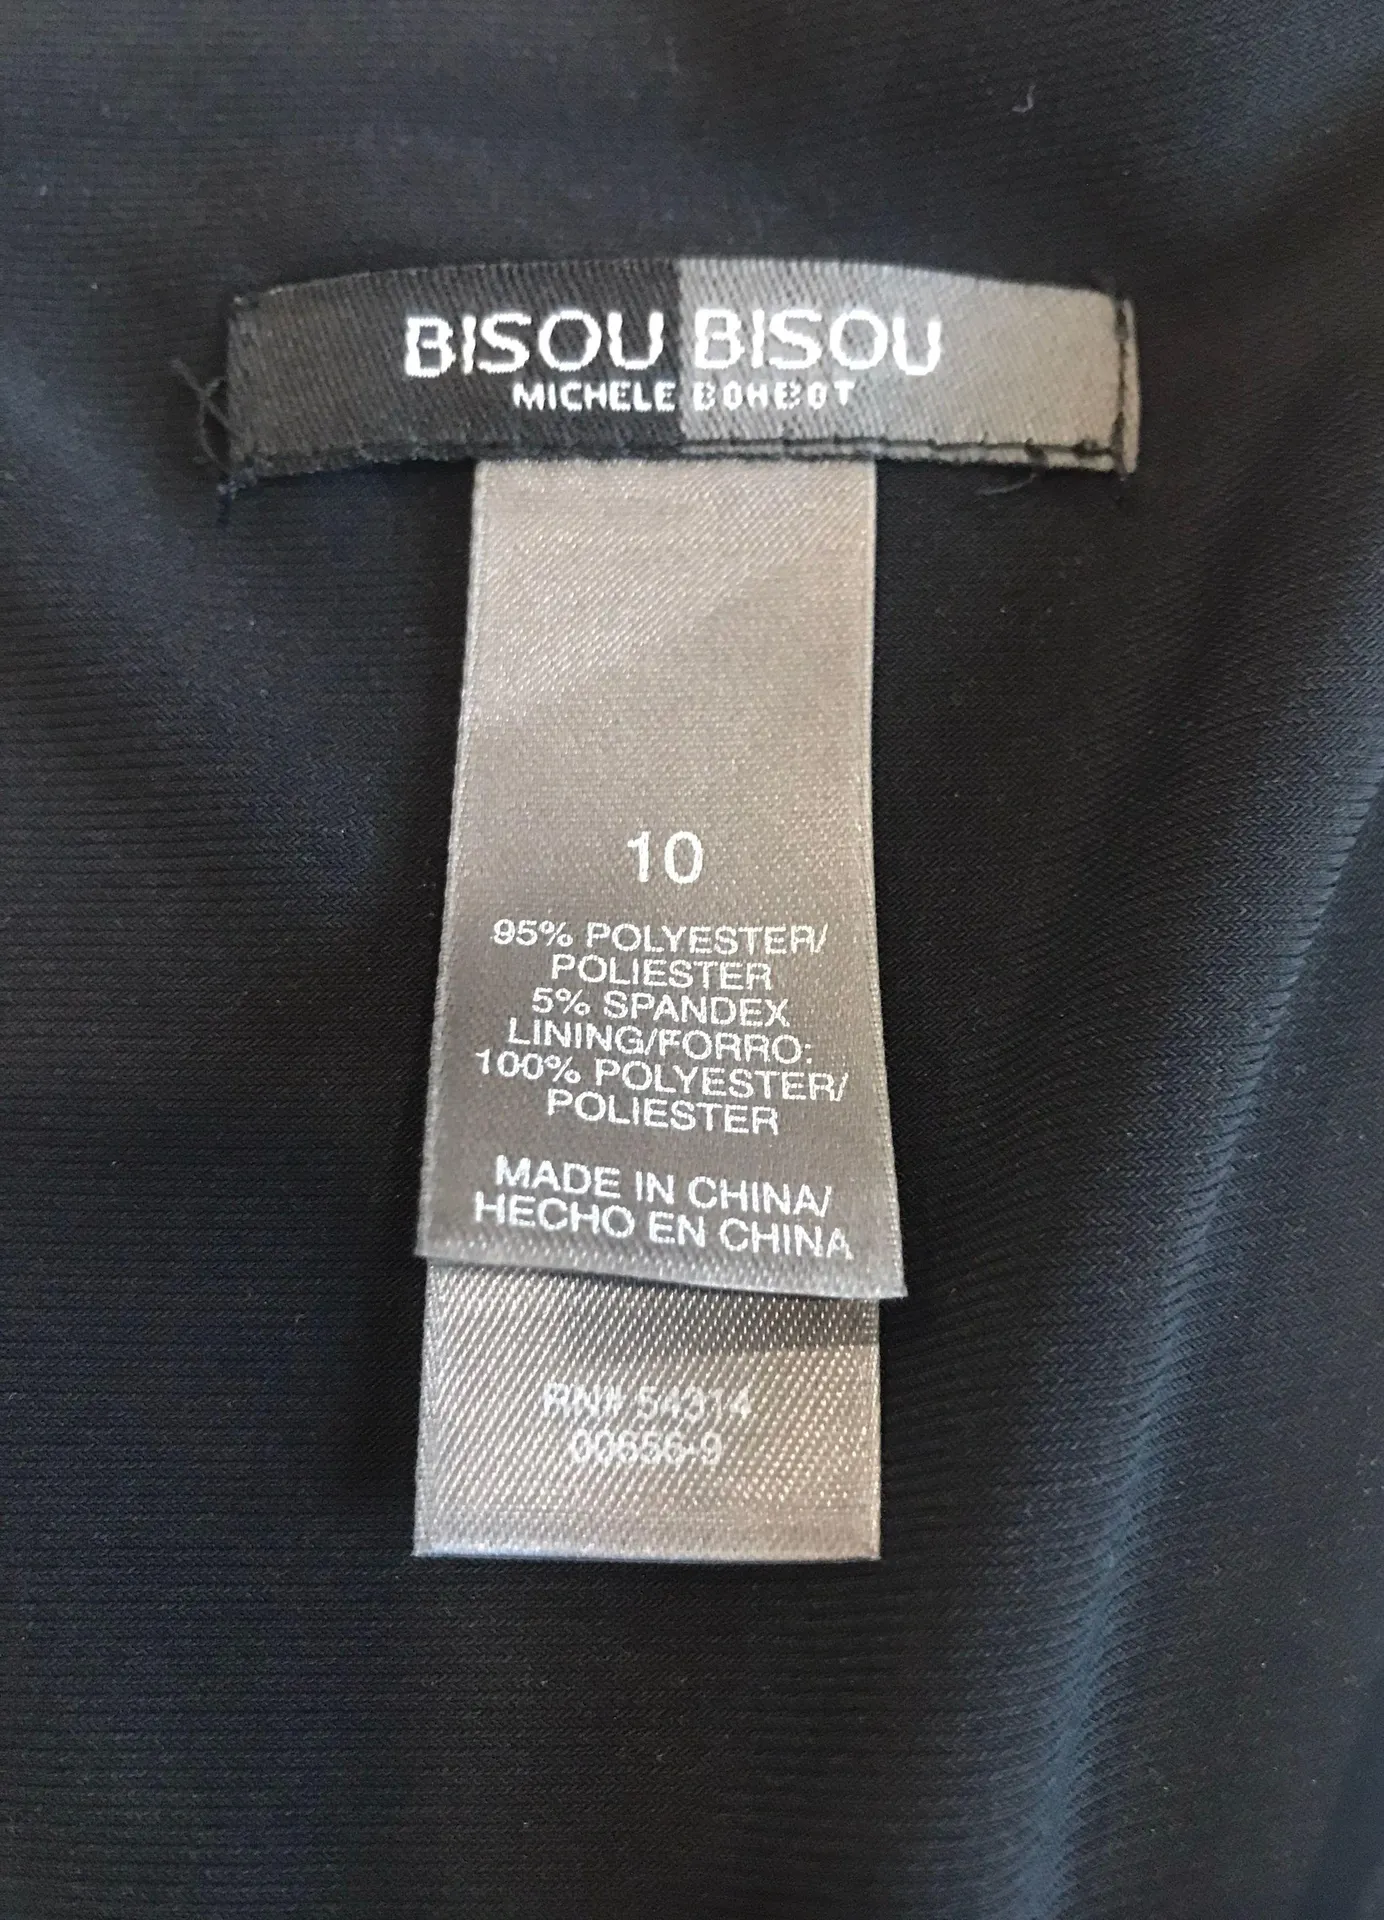 BISOU BISOU
MICHELE BOHBOT
10
95% POLYESTER/
POLIESTER
5% SPANDEX
LINING/FORRO:
100% POLYESTER/
POLIESTER
MADE IN CHINA/
HECHO EN CHINA
RN# 54314
00656-9